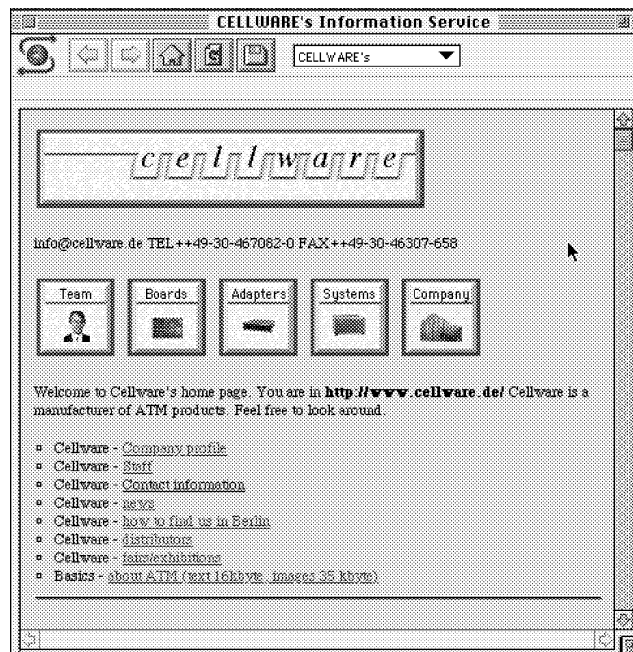 CELLWARE's Information Service
CELLWARE's
cellware
info@cellware.de TEL++49-30-467082-0 FAX++49-30-46307-658
Team Boards Adapters Systems Company
Welcome to Cellware's home page. You are in http://www.cellware.de/ Cellware is a
manufacturer of ATM products. Feel free to look around.
Cellware - Company profile
Cellware - Staff
Cellware - Contact information
Cellware - news
Cellware - how to find us in Berlin
Cellware - distributors
Cellware - fairs/exhibitions
Basics - about ATM (text 16kbyte, images 35 kbyte)